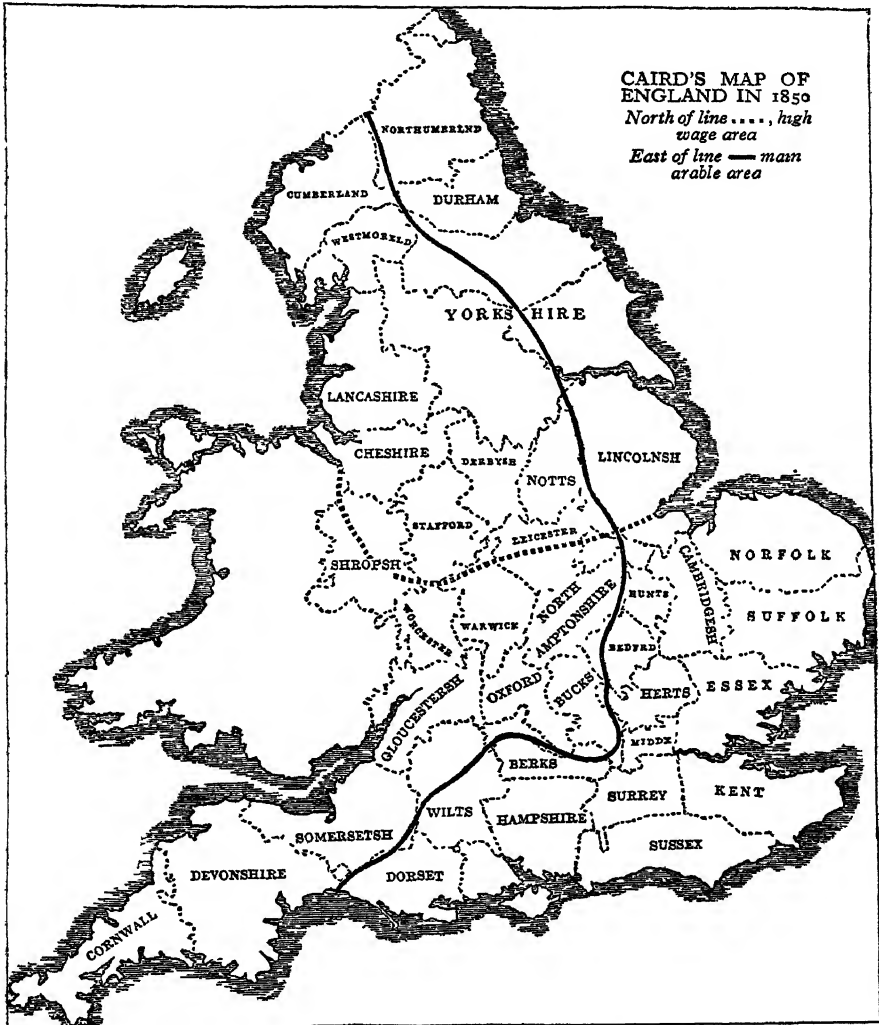 CAIRD'S MAP OF
ENGLAND IN 1850
North of line ...., high
wage area
East of line — main
arable area
NORTHUMBERLND
CUMBERLAND
DURHAM
WESTMORELD
YORKSHIRE
LANCASHIRE
CHESHIRE
DERBYSH
NOTTS
LINCOLNSH
STAFFORD
LEICESTER
SHROPSH
NORFOLK
CAMBRIDGESH
HUNTS
NORTH
AMPTONSHIRE
SUFFOLK
WORCESTER
WARWICK
BEDFRD
OXFORD
BUCKS
HERTS
ESSEX
GLOUCESTERSH
MIDDX
BERKS
SURREY
KENT
WILTS
HAMPSHIRE
SOMERSETSH
SUSSEX
DEVONSHIRE
DORSET
CORNWALL